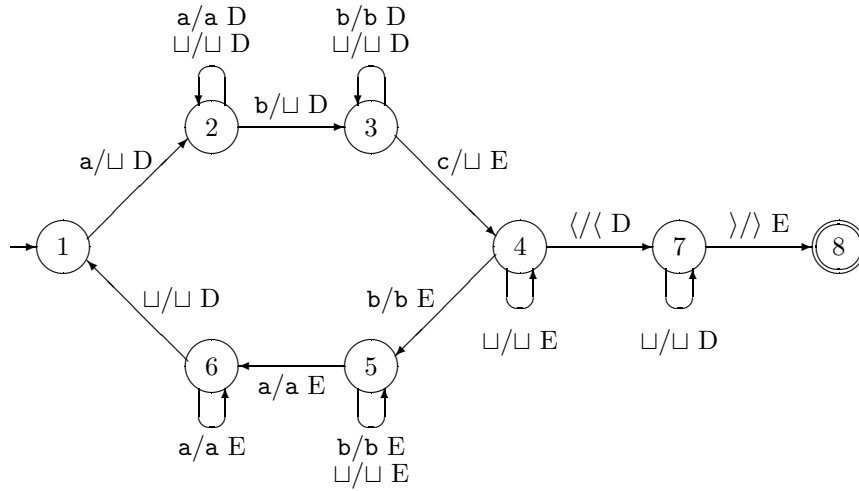 a/a D
⊔/⊔ D
b/b D
⊔/⊔ D
2
b/⊔ D
3
a/⊔ D
c/⊔ E
1
4
⟨/⟨ D
7
⟩/⟩ E
8
⊔/⊔ D
b/b E
⊔/⊔ E
⊔/⊔ D
6
a/a E
5
a/a E
b/b E
⊔/⊔ E